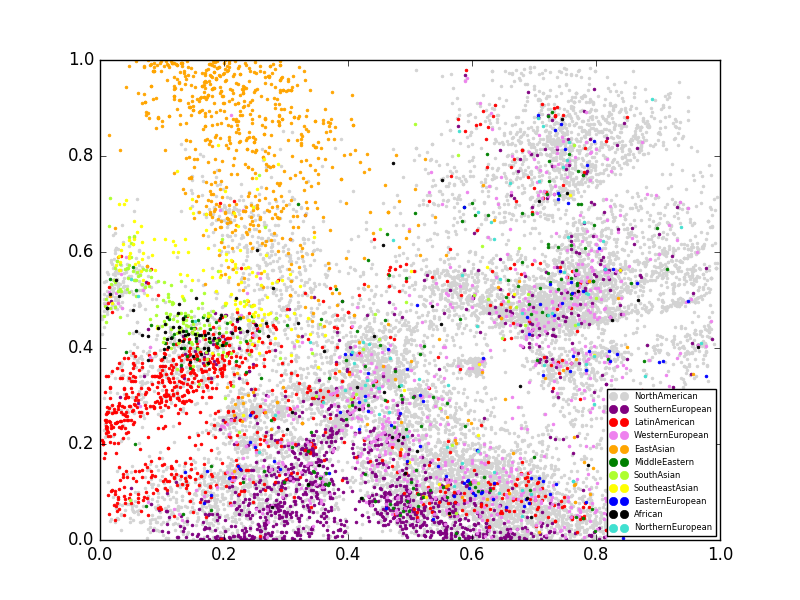 1.0
0.8
0.6
0.4
0.2
0.0
0.0 0.2 0.4 0.6 0.8 1.0
NorthAmerican
SouthernEuropean
LatinAmerican
WesternEuropean
EastAsian
MiddleEastern
SouthAsian
SoutheastAsian
EasternEuropean
African
NorthernEuropean